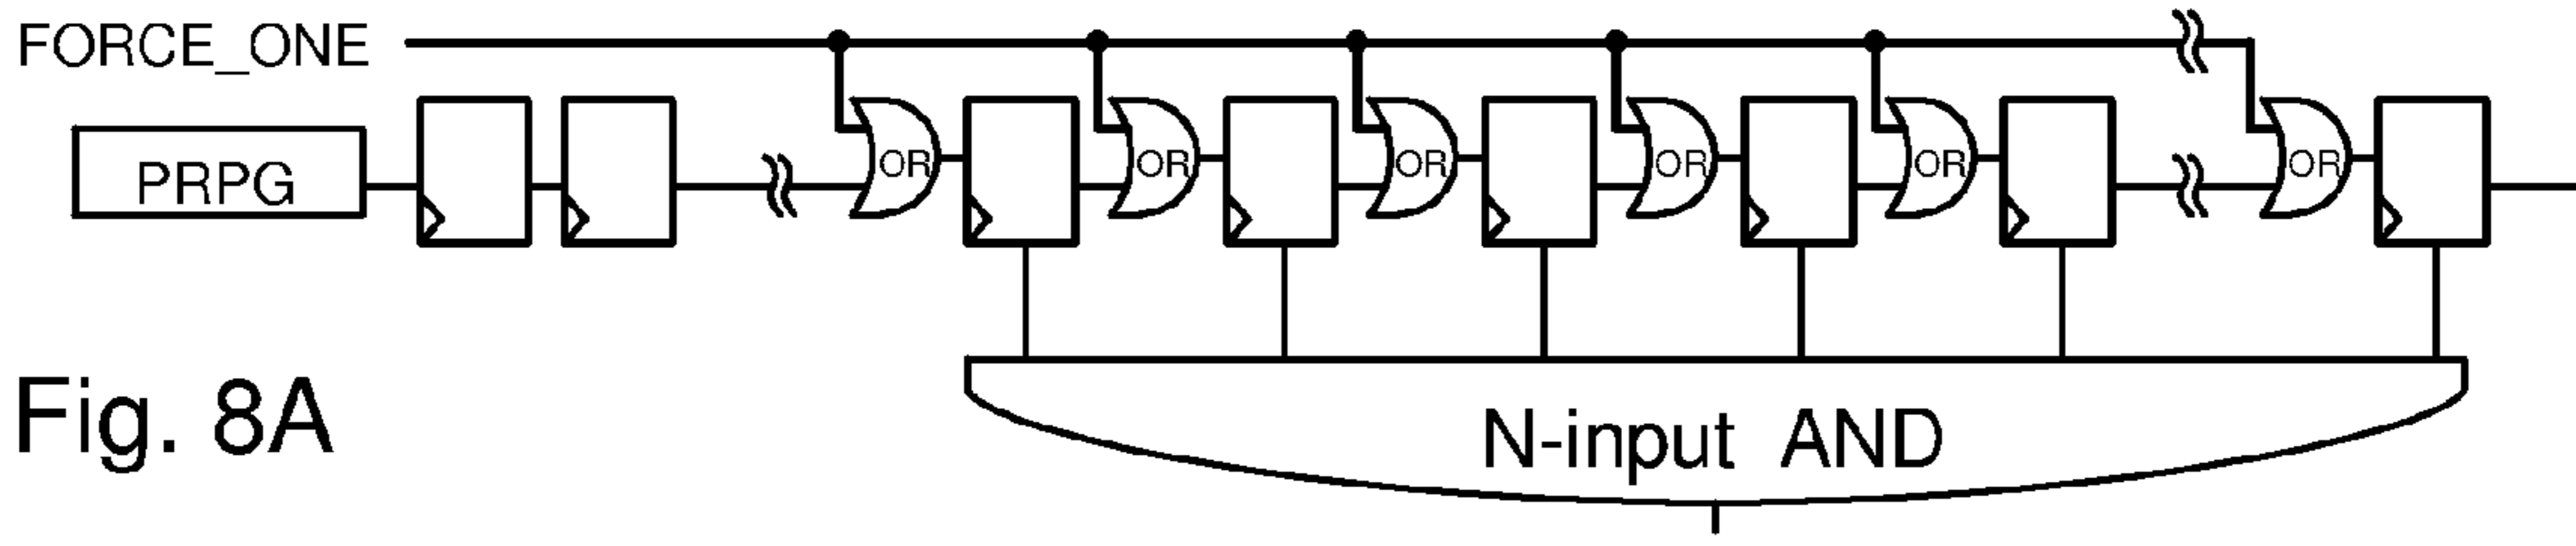 FORCE_ONE
PRPG
OR OR OR OR OR OR
N-input AND
Fig. 8A